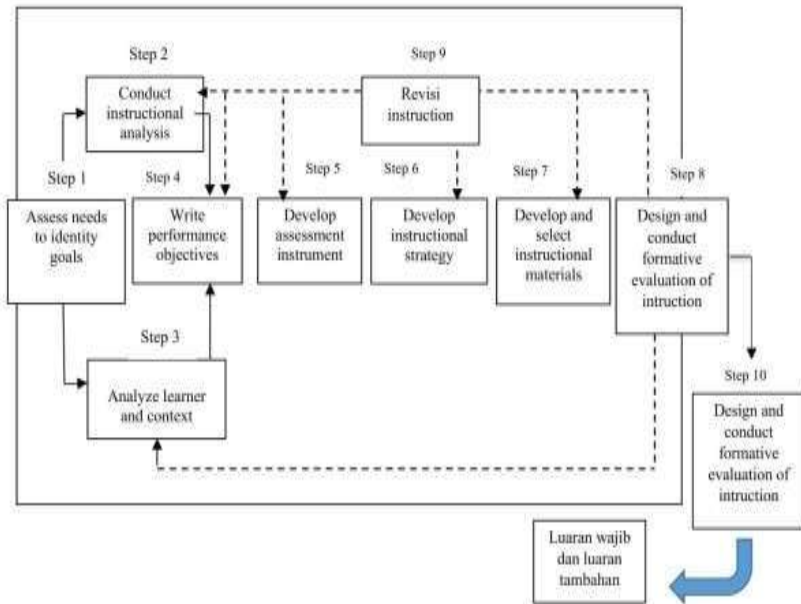 Step 2
Conduct
instructional
analysis
Step 9
Revisi
instruction
Step 1
Assess needs
to identity
goals
Step 4
Write
performance
objectives
Step 5
Develop
assessment
instrument
Step 6
Develop
instructional
strategy
Step 7
Develop and
select
instructional
materials
Step 8
Design and
conduct
formative
evaluation of
intruction
Step 3
Analyze learner
and context
Step 10
Design and
conduct
formative
evaluation of
intruction
Luaran wajib
dan luaran
tambahan